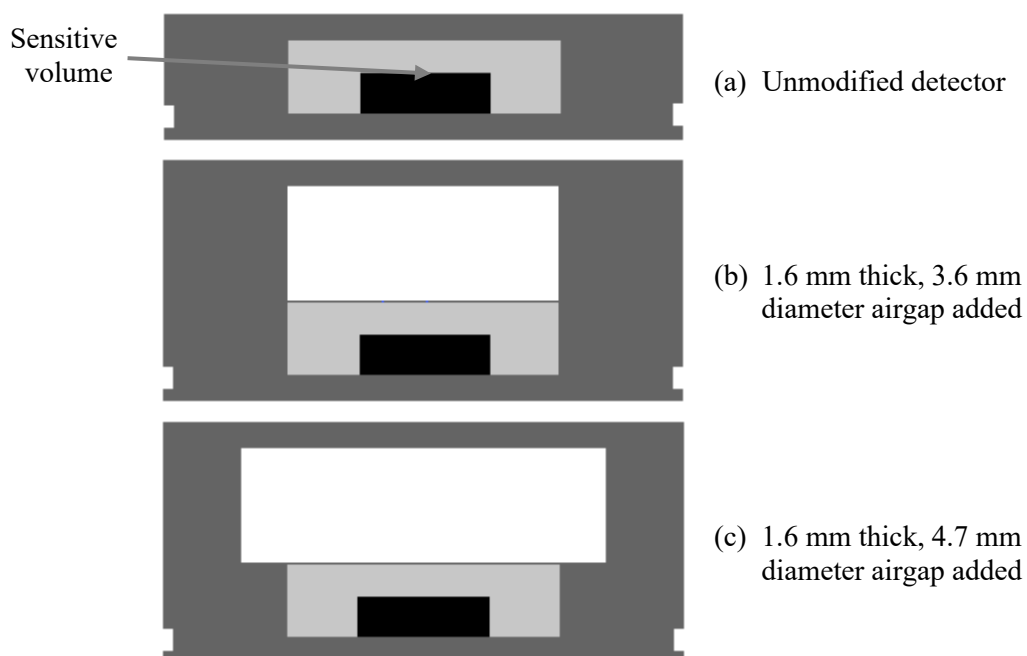 Sensitive
volume
(a) Unmodified detector
(b) 1.6 mm thick, 3.6 mm
diameter airgap added
(c) 1.6 mm thick, 4.7 mm
diameter airgap added